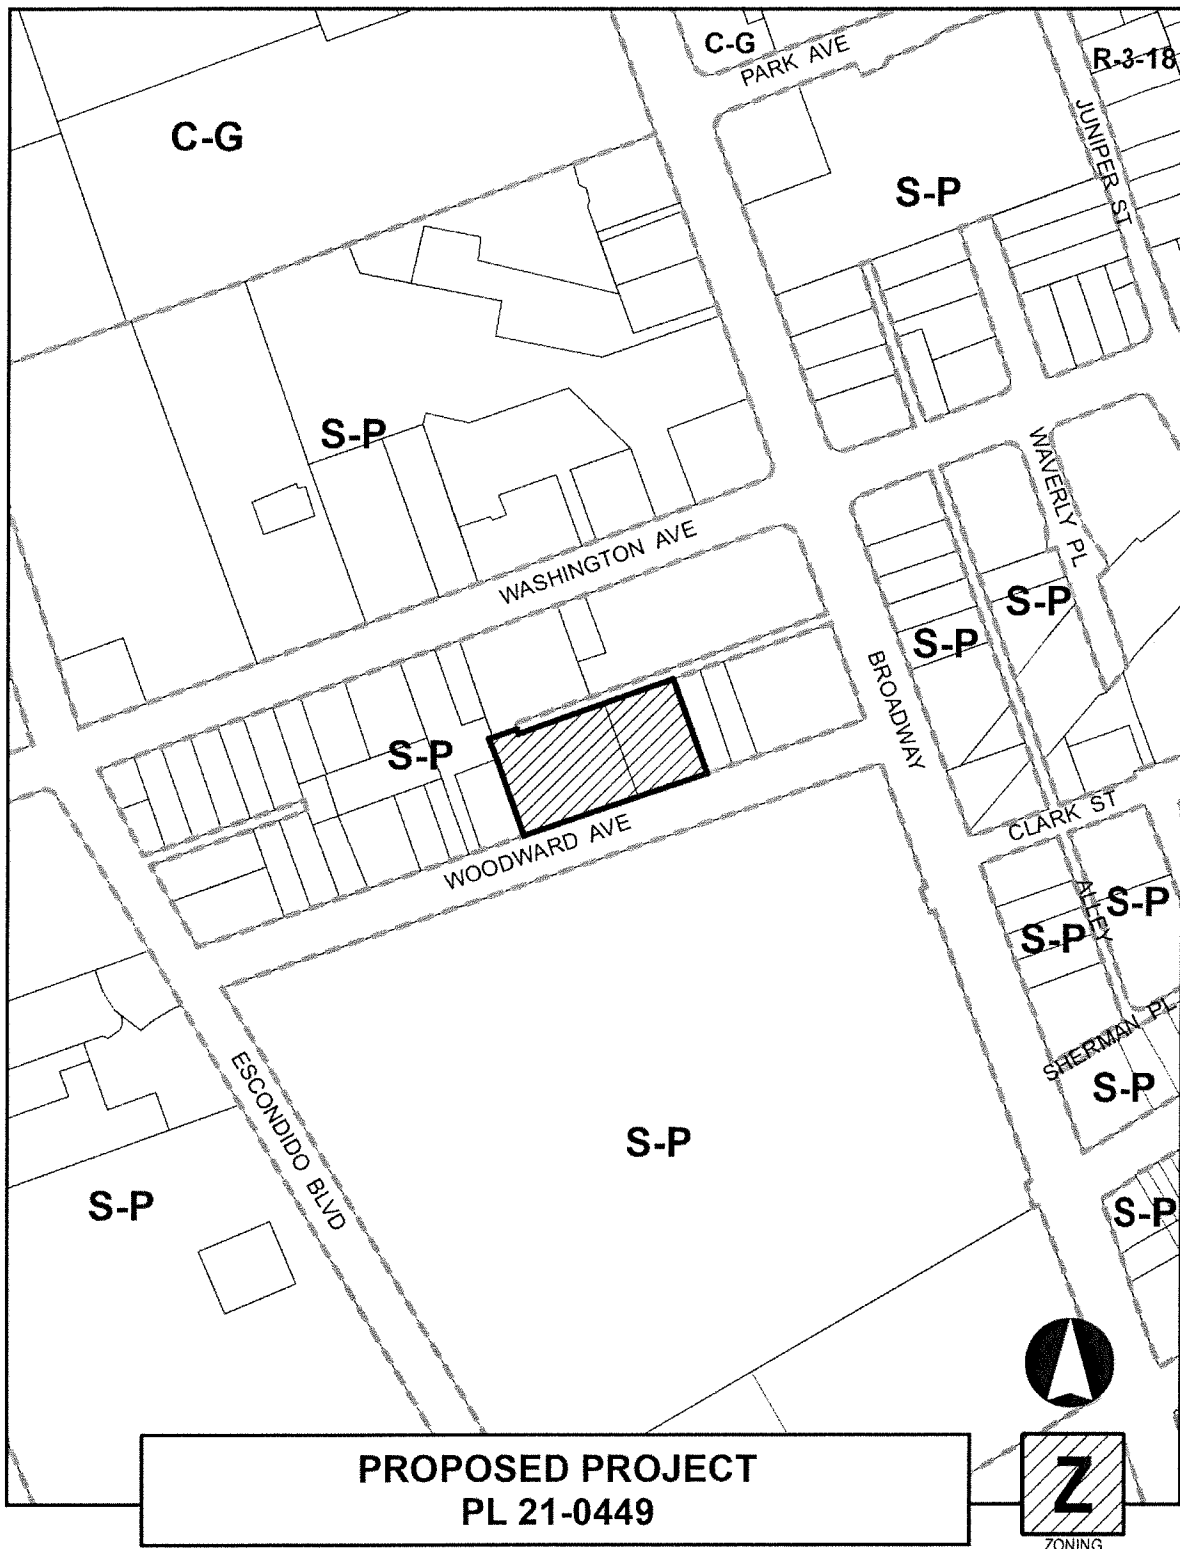 C-G
PARK AVE
R-3-18
C-G
JUNIPER ST
S-P
S-P
WAVERLY PL
WASHINGTON AVE
S-P
S-P
BROADWAY
S-P
CLARK ST
WOODWARD AVE
ALLEY
S-P
S-P
SHERMAN PL
S-P
ESCONDIDO BLVD
S-P
S-P
S-P
PROPOSED PROJECT
PL 21-0449
Z
ZONING